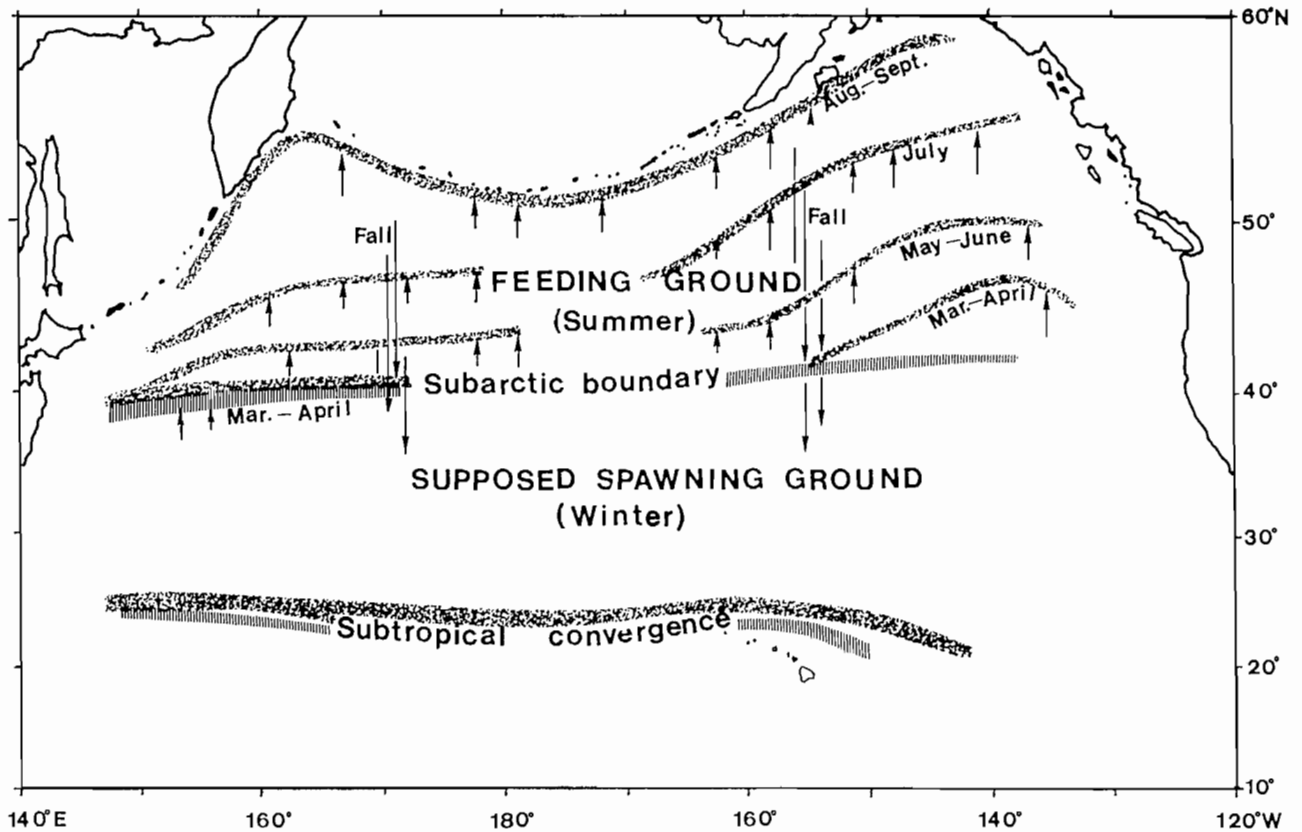 60°N
Aug.-Sept.
July
50°
Fall
Fall
May-June
FEEDING GROUND
(Summer)
Mar.-April
Subarctic boundary
40°
Mar.-April
SUPPOSED SPAWNING GROUND
(Winter)
30°
Subtropical convergence
20°
10°
140°E 160° 180° 160° 140° 120°W